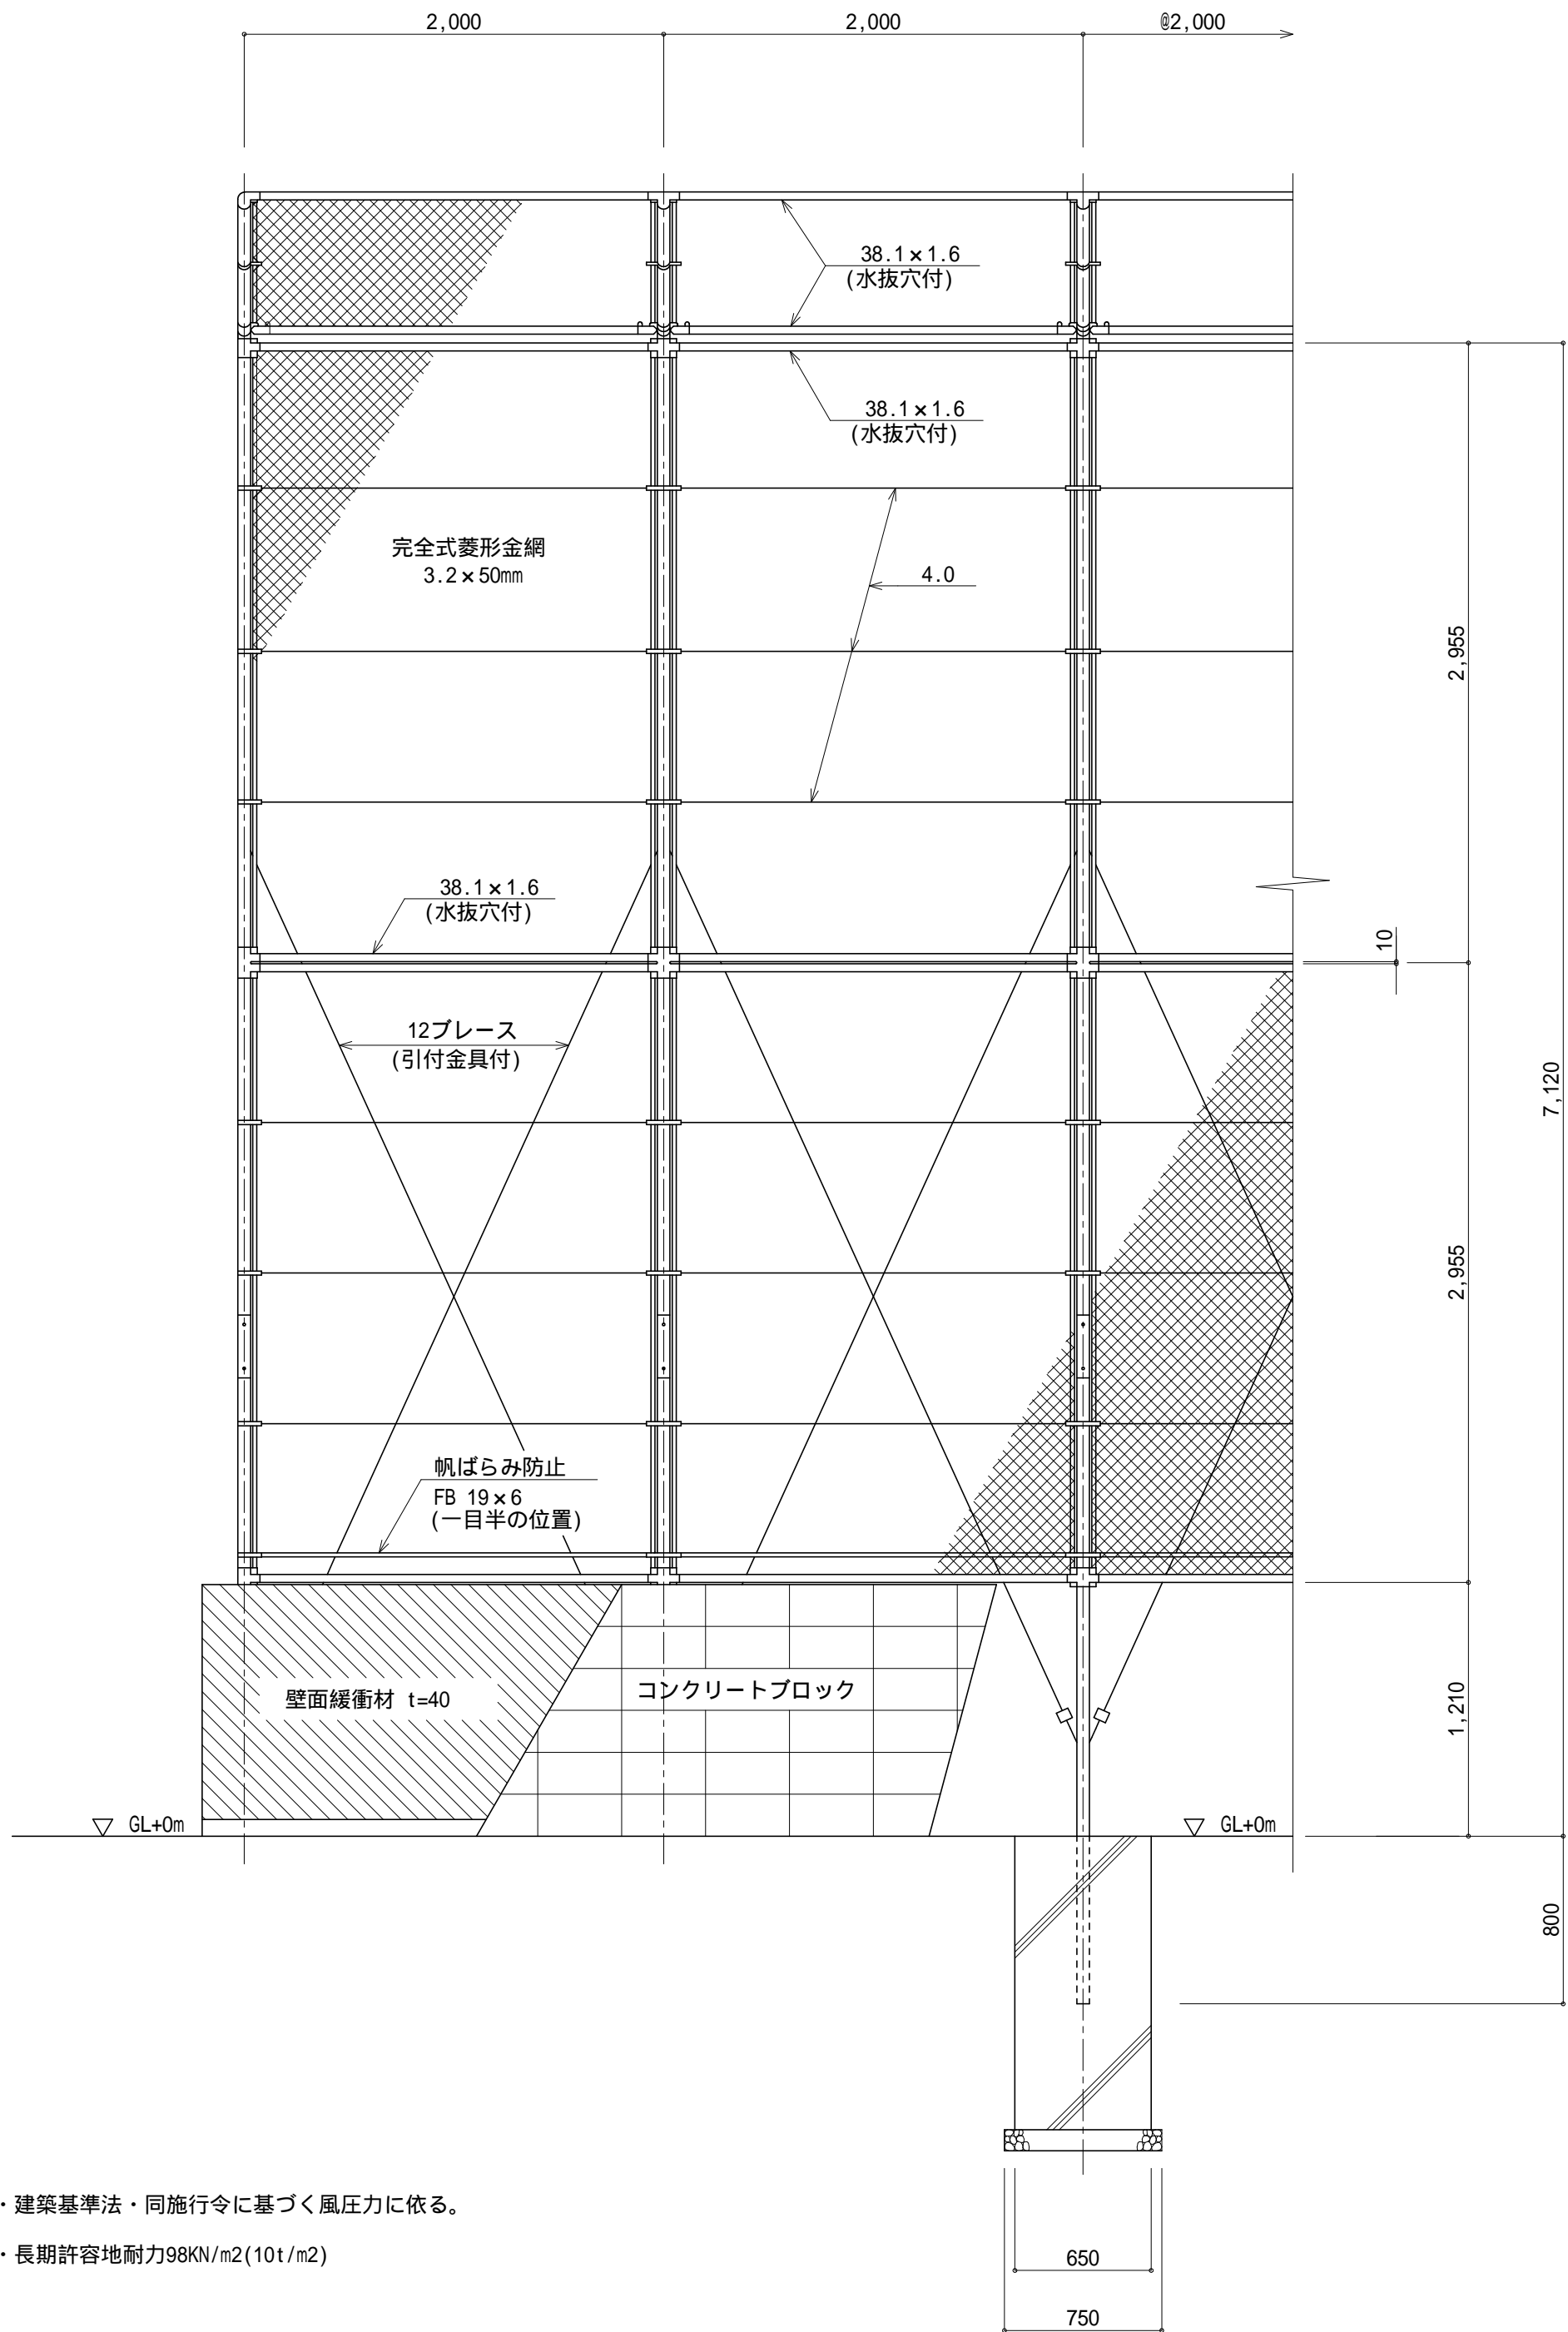 2,000
2,000
@2,000
38.1×1.6
(水抜穴付)
38.1×1.6
(水抜穴付)
完全式菱形金網
3.2×50mm
4.0
2,955
38.1×1.6
(水抜穴付)
10
12ブレース
(引付金具付)
7,120
2,955
帆ばらみ防止
FB 19×6
(一目半の位置)
壁面緩衝材 t=40
コンクリートブロック
1,210
GL+0m
GL+0m
800
・建築基準法・同施行令に基づく風圧力に依る。
・長期許容地耐力98KN/m2(10t/m2)
650
750